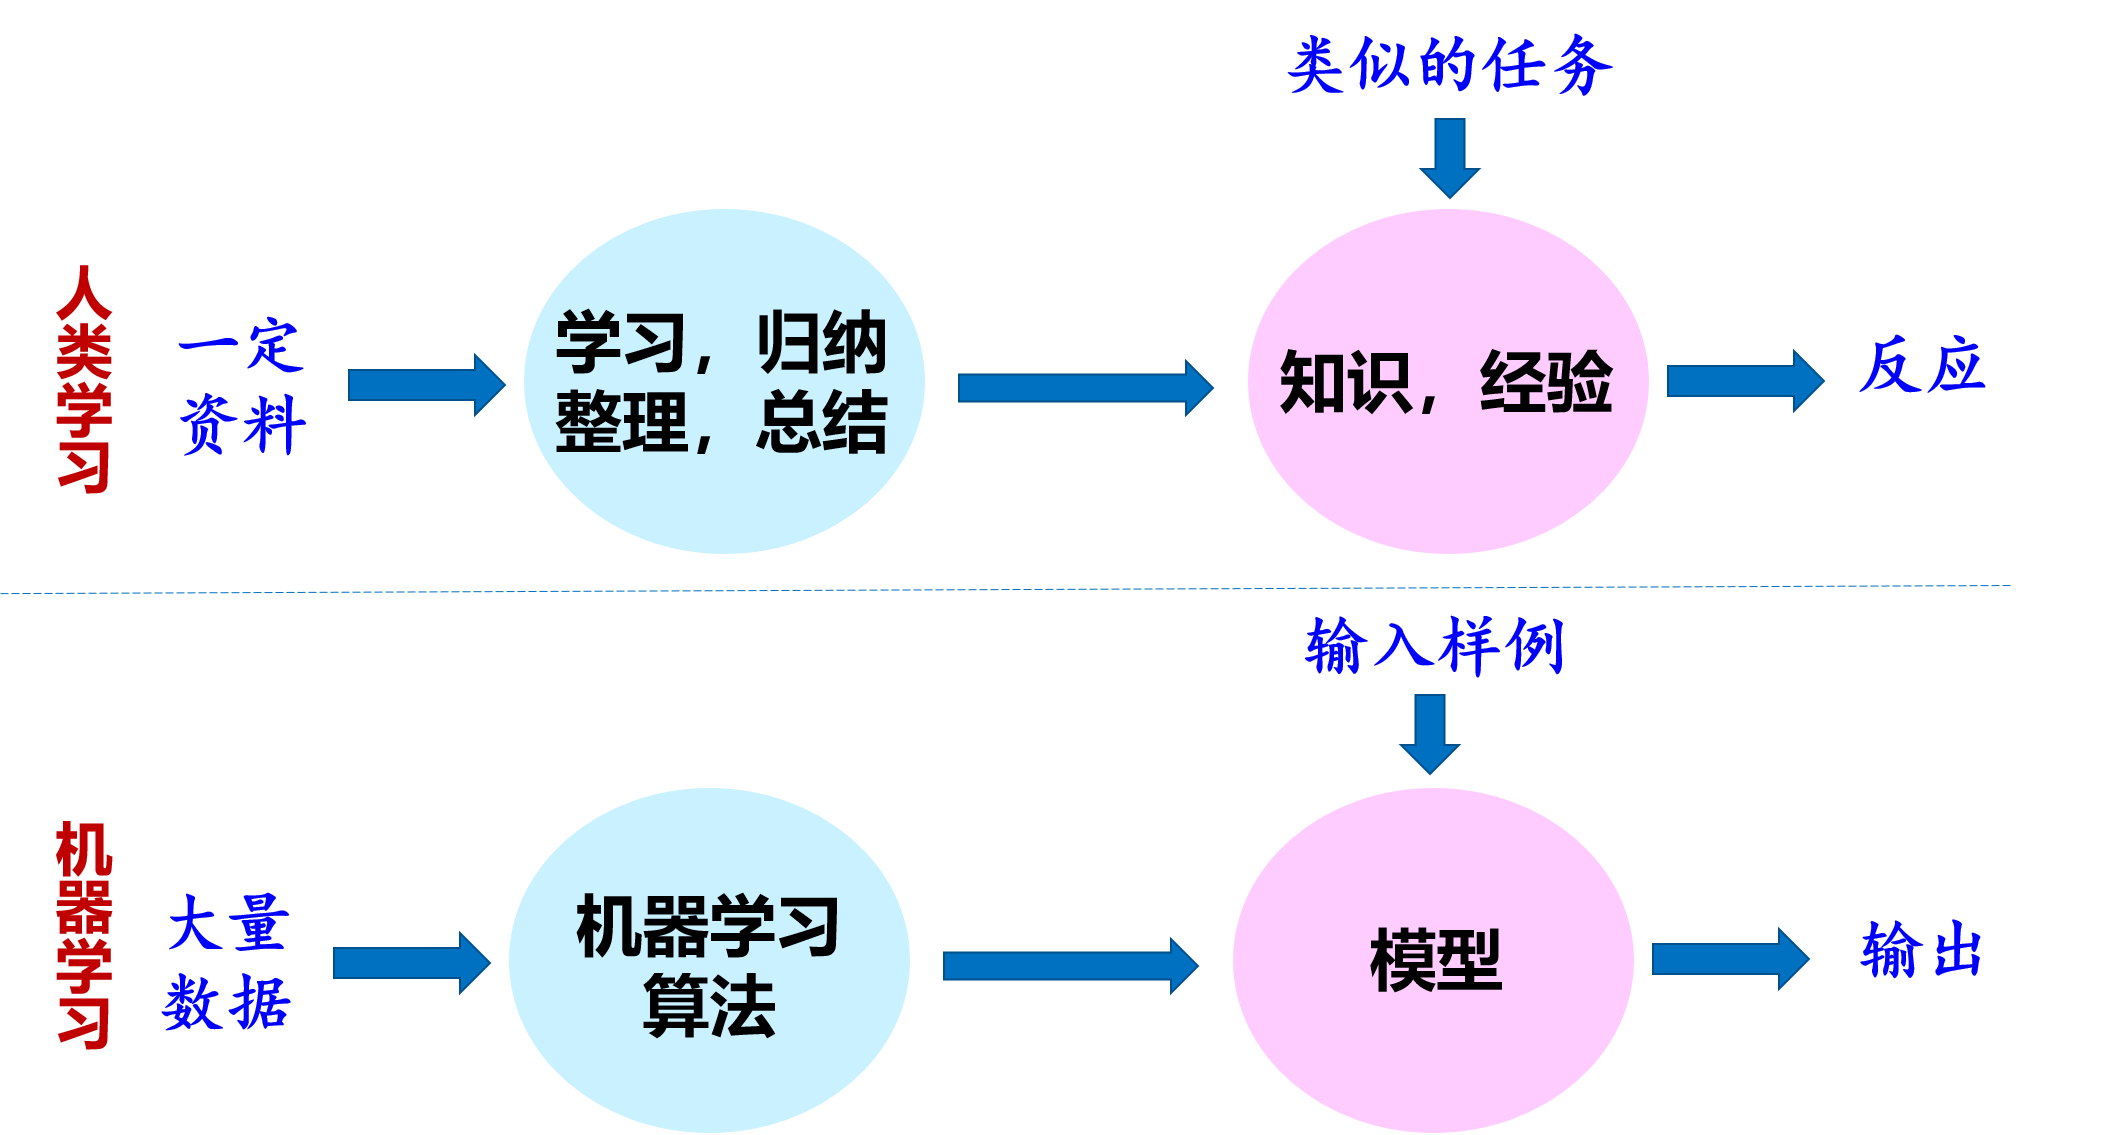 类似的任务
人类学习
一定
资料
学习，归纳
整理，总结
知识，经验
反应
输入样例
机器学习
大量
数据
机器学习
算法
模型
输出